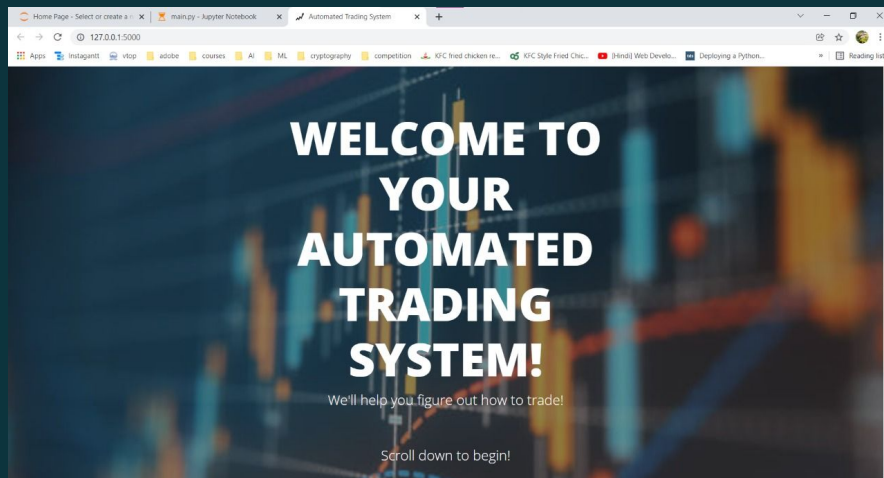 Home Page - Select or create a n
main.py - Jupyter Notebook
Automated Trading System
127.0.0.1:5000
Apps
Instagantt
vtop
adobe
courses
AI
ML
cryptography
competition
KFC fried chicken re...
KFC Style Fried Chic...
[Hindi] Web Develo...
Deploying a Python...
»
Reading list
WELCOME TO
YOUR
AUTOMATED
TRADING
SYSTEM!
We'll help you figure out how to trade!
Scroll down to begin!